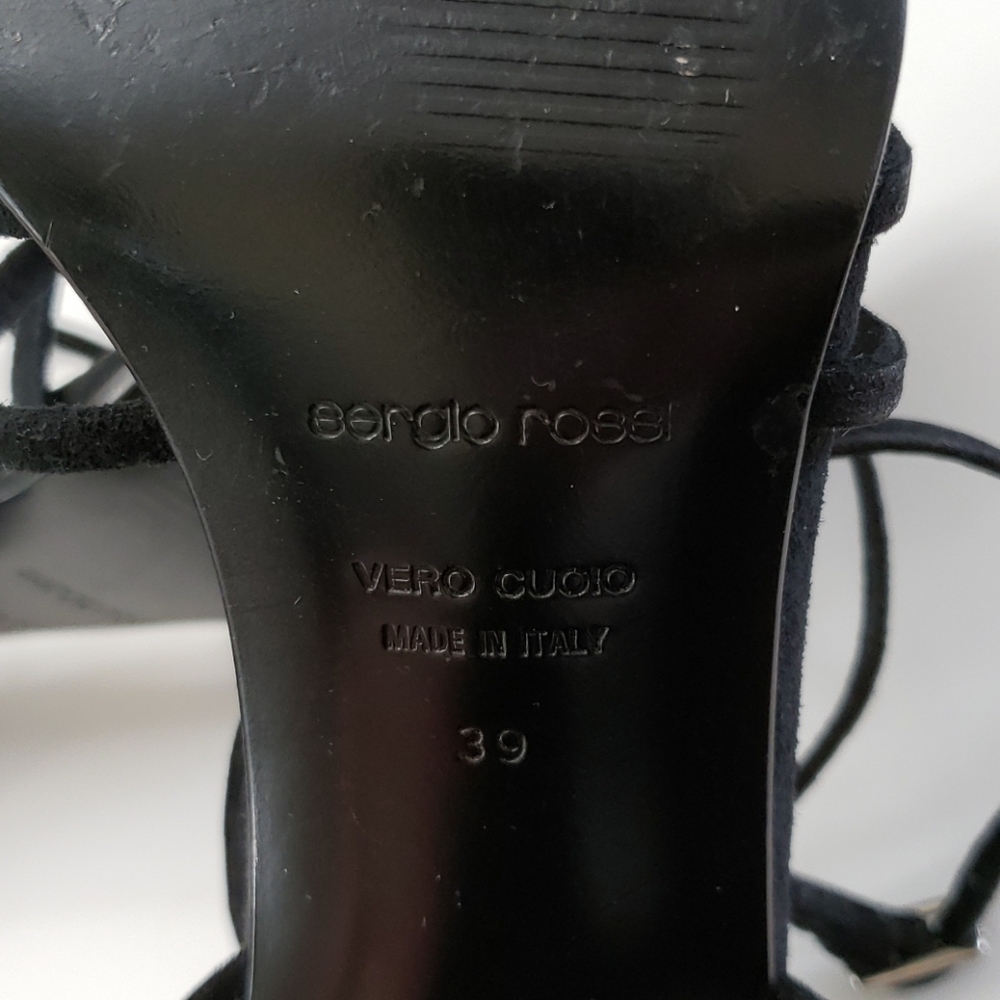 sergio rossi
VERO CUOIO
MADE IN ITALY
39